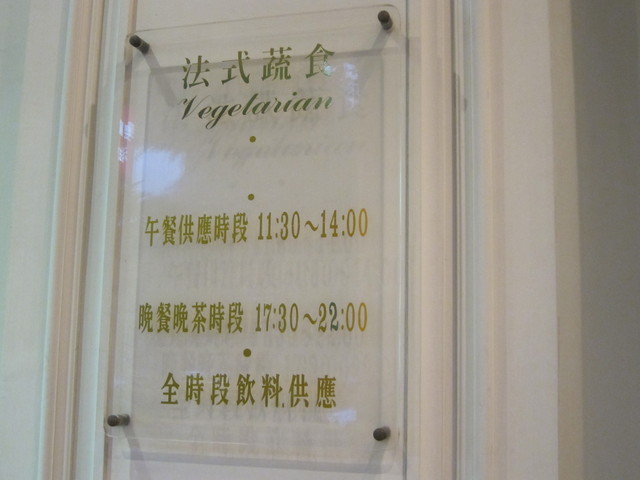 法式蔬食
Vegetarian
午餐供應時段 11:30～14:00
晚餐晚茶時段 17:30～22:00
全時段飲料.供應